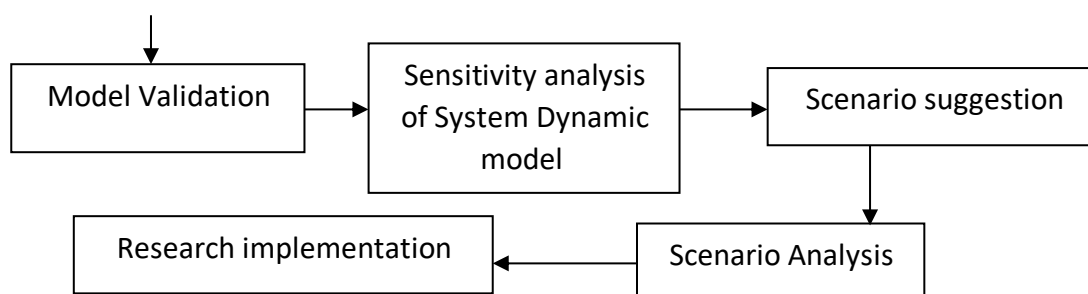 Model Validation
Sensitivity analysis
of System Dynamic
model
Scenario suggestion
Scenario Analysis
Research implementation